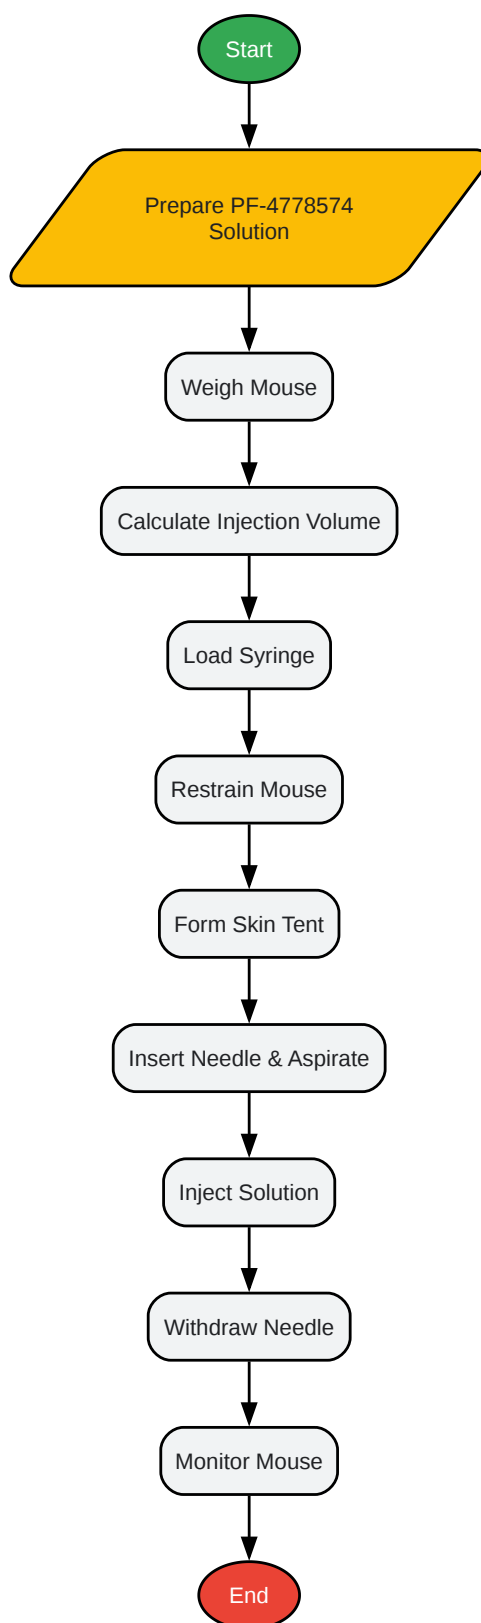 Start
Prepare PF-4778574
Solution
Weigh Mouse
Calculate Injection Volume
Load Syringe
Restrain Mouse
Form Skin Tent
Insert Needle & Aspirate
Inject Solution
Withdraw Needle
Monitor Mouse
End